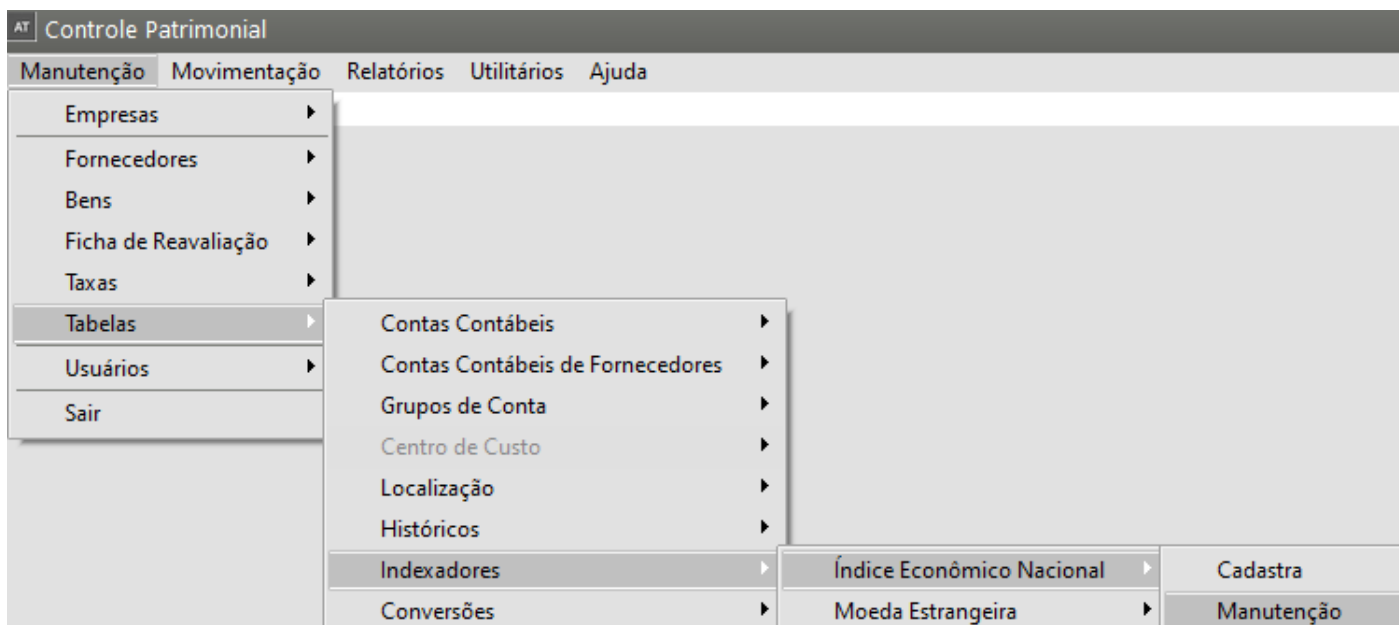 AT Controle Patrimonial
Manutenção Movimentação Relatórios Utilitários Ajuda
Empresas
Fornecedores
Bens
Ficha de Reavaliação
Taxas
Tabelas
Usuários
Sair
Contas Contábeis
Contas Contábeis de Fornecedores
Grupos de Conta
Centro de Custo
Localização
Históricos
Indexadores
Conversões
Índice Econômico Nacional
Moeda Estrangeira
Cadastra
Manutenção